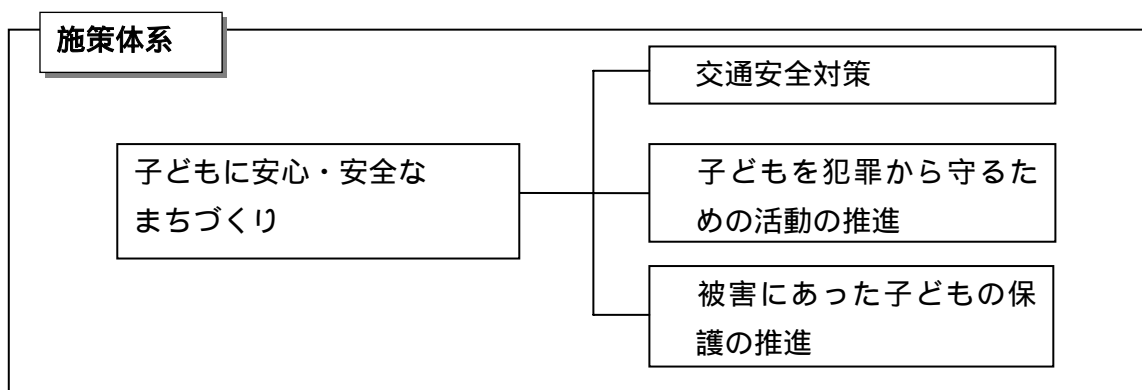 施策体系
交通安全対策
子どもに安心・安全な
まちづくり
子どもを犯罪から守るた
めの活動の推進
被害にあった子どもの保
護の推進